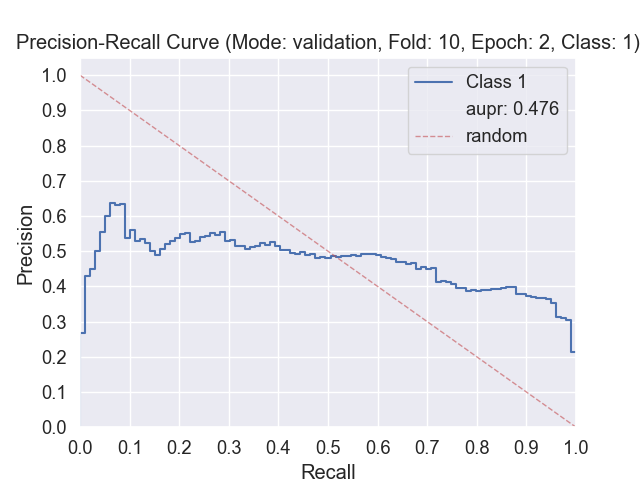 Precision-Recall Curve (Mode: validation, Fold: 10, Epoch: 2, Class: 1)
1.0
0.9
0.8
0.7
0.6
0.5
0.4
0.3
0.2
0.1
0.0
Precision
Class 1
aupr: 0.476
random
0.0 0.1 0.2 0.3 0.4 0.5 0.6 0.7 0.8 0.9 1.0
Recall